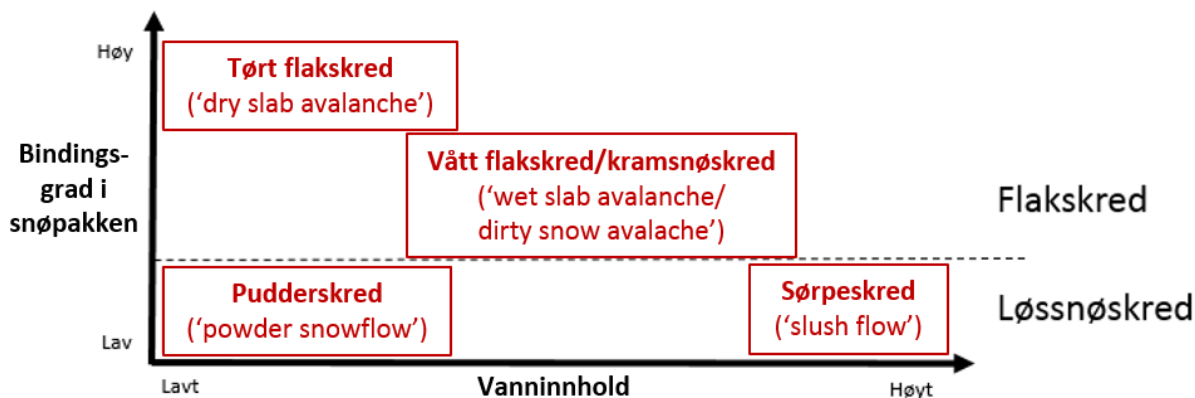 Høy
Tørt flakskred
('dry slab avalanche')
Bindings-
grad i
snøpakken
Vått flakskred/kramsnøskred
('wet slab avalanche/
dirty snow avalache')
Flakskred
Pudderskred
('powder snowflow')
Sørpeskred
('slush flow')
Løssnøskred
Lav
Lavt
Vanninnhold
Høyt